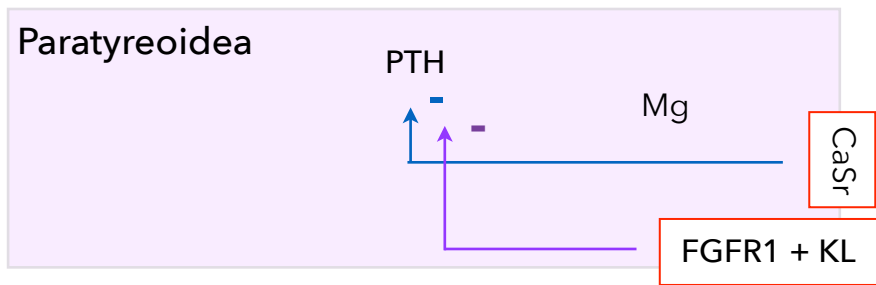 Paratyreoidea
PTH
-
-
Mg
CaSr
FGFR1 + KL